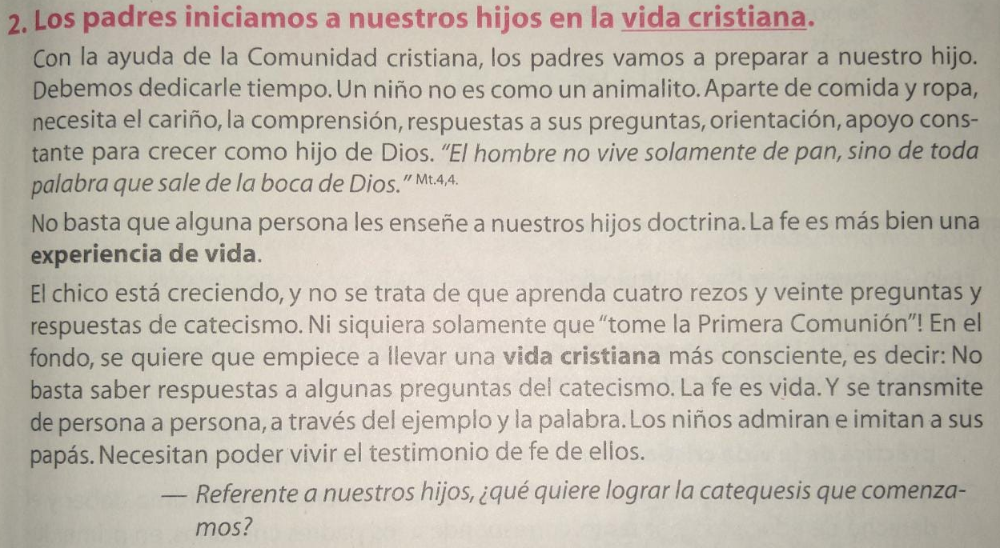 2. Los padres iniciamos a nuestros hijos en la vida cristiana.
Con la ayuda de la Comunidad cristiana, los padres vamos a preparar a nuestro hijo.
Debemos dedicarle tiempo. Un niño no es como un animalito. Aparte de comida y ropa,
necesita el cariño, la comprensión, respuestas a sus preguntas, orientación, apoyo cons-
tante para crecer como hijo de Dios. "El hombre no vive solamente de pan, sino de toda
palabra que sale de la boca de Dios." Mt.4,4.
No basta que alguna persona les enseñe a nuestros hijos doctrina. La fe es más bien una
experiencia de vida.
El chico está creciendo, y no se trata de que aprenda cuatro rezos y veinte preguntas y
respuestas de catecismo. Ni siquiera solamente que "tome la Primera Comunión"! En el
fondo, se quiere que empiece a llevar una vida cristiana más consciente, es decir: No
basta saber respuestas a algunas preguntas del catecismo. La fe es vida. Y se transmite
de persona a persona, a través del ejemplo y la palabra. Los niños admiran e imitan a sus
papás. Necesitan poder vivir el testimonio de fe de ellos.
— Referente a nuestros hijos, ¿qué quiere lograr la catequesis que comenza-
mos?